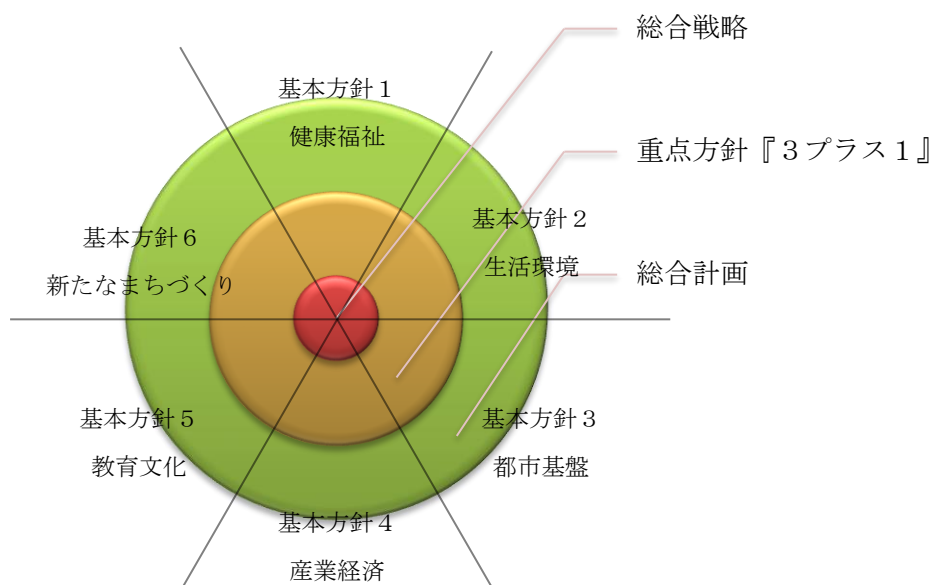 総合戦略
重点方針『３プラス１』
総合計画
基本方針１
健康福祉
基本方針２
生活環境
基本方針３
都市基盤
基本方針４
産業経済
基本方針５
教育文化
基本方針６
新たなまちづくり